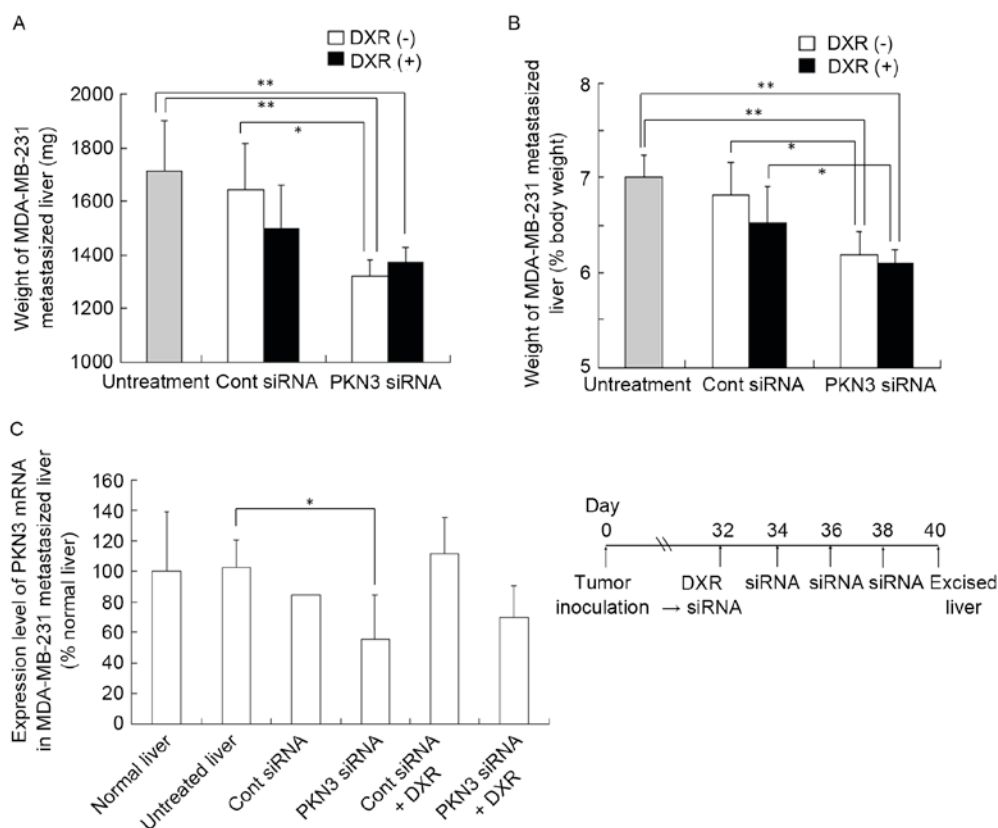 A
DXR (-)
DXR (+)
Weight of MDA-MB-231
metastasized liver (mg)
2000
1800
1600
1400
1200
1000
**
**
*
Untreatment Cont siRNA PKN3 siRNA
B
DXR (-)
DXR (+)
Weight of MDA-MB-231 metastasized
liver (% body weight)
8
7
6
5
**
**
*
*
Untreatment Cont siRNA PKN3 siRNA
C
Expression level of PKN3 mRNA
in MDA-MB-231 metastasized liver
(% normal liver)
160
140
120
100
80
60
40
20
0
*
Normal liver
Untreated liver
Cont siRNA
PKN3 siRNA
Cont siRNA
+ DXR
PKN3 siRNA
+ DXR
Day
0 32 34 36 38 40
Tumor DXR siRNA siRNA siRNA Excised
inoculation → siRNA liver